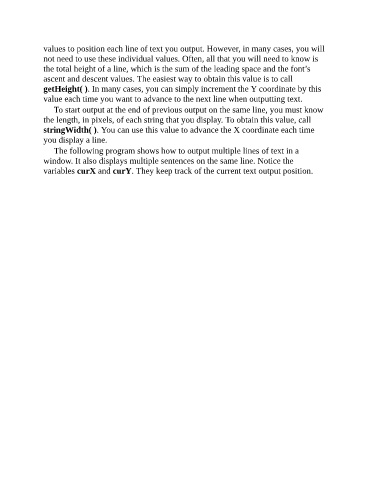 values to position each line of text you output. However, in many cases, you will
not need to use these individual values. Often, all that you will need to know is
the total height of a line, which is the sum of the leading space and the font’s
ascent and descent values. The easiest way to obtain this value is to call
getHeight( ). In many cases, you can simply increment the Y coordinate by this
value each time you want to advance to the next line when outputting text.
To start output at the end of previous output on the same line, you must know
the length, in pixels, of each string that you display. To obtain this value, call
stringWidth( ). You can use this value to advance the X coordinate each time
you display a line.
The following program shows how to output multiple lines of text in a
window. It also displays multiple sentences on the same line. Notice the
variables curX and curY. They keep track of the current text output position.